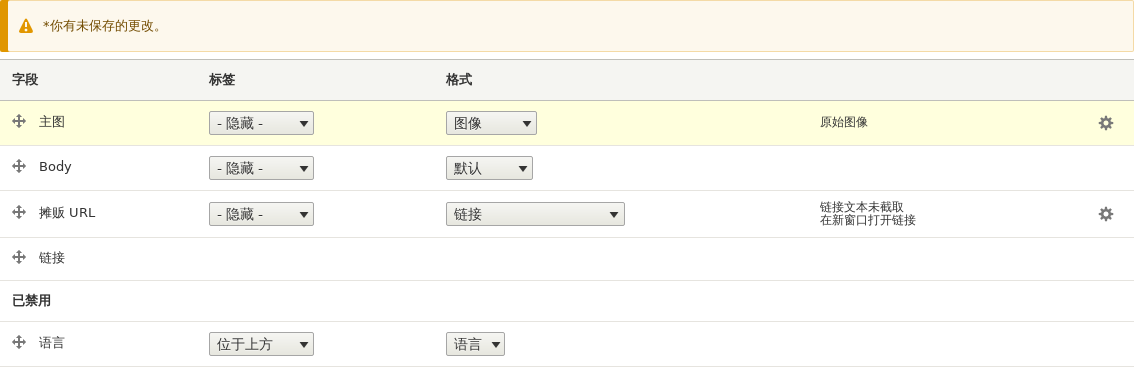 *你有未保存的更改。
字段 标签 格式
主图 - 隐藏 - 图像 原始图像
Body - 隐藏 - 默认
摊贩 URL - 隐藏 - 链接 链接文本未截取
在新窗口打开链接
链接
已禁用
语言 位于上方 语言